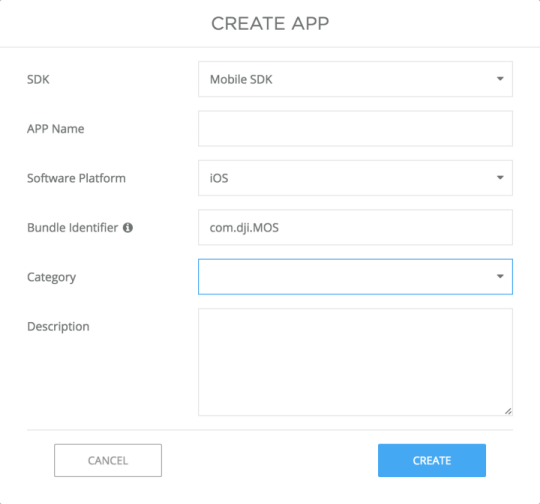 CREATE APP
SDK
Mobile SDK
APP Name
Software Platform
iOS
Bundle Identifier
com.dji.MOS
Category
Description
CANCEL
CREATE